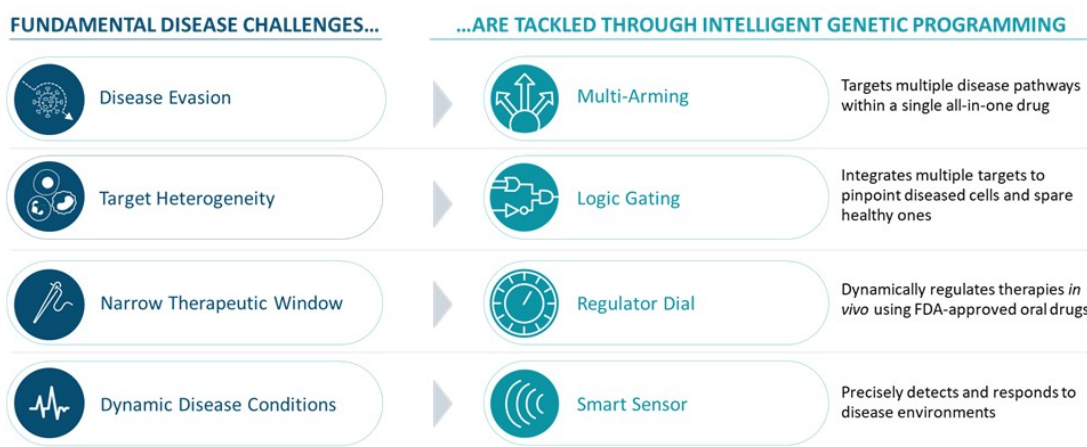 FUNDAMENTAL DISEASE CHALLENGES...
...ARE TACKLED THROUGH INTELLIGENT GENETIC PROGRAMMING
Disease Evasion
Multi-Arming
Targets multiple disease pathways
within a single all-in-one drug
Target Heterogeneity
Logic Gating
Integrates multiple targets to
pinpoint diseased cells and spare
healthy ones
Narrow Therapeutic Window
Regulator Dial
Dynamically regulates therapies in
vivo using FDA-approved oral drugs
Dynamic Disease Conditions
Smart Sensor
Precisely detects and responds to
disease environments